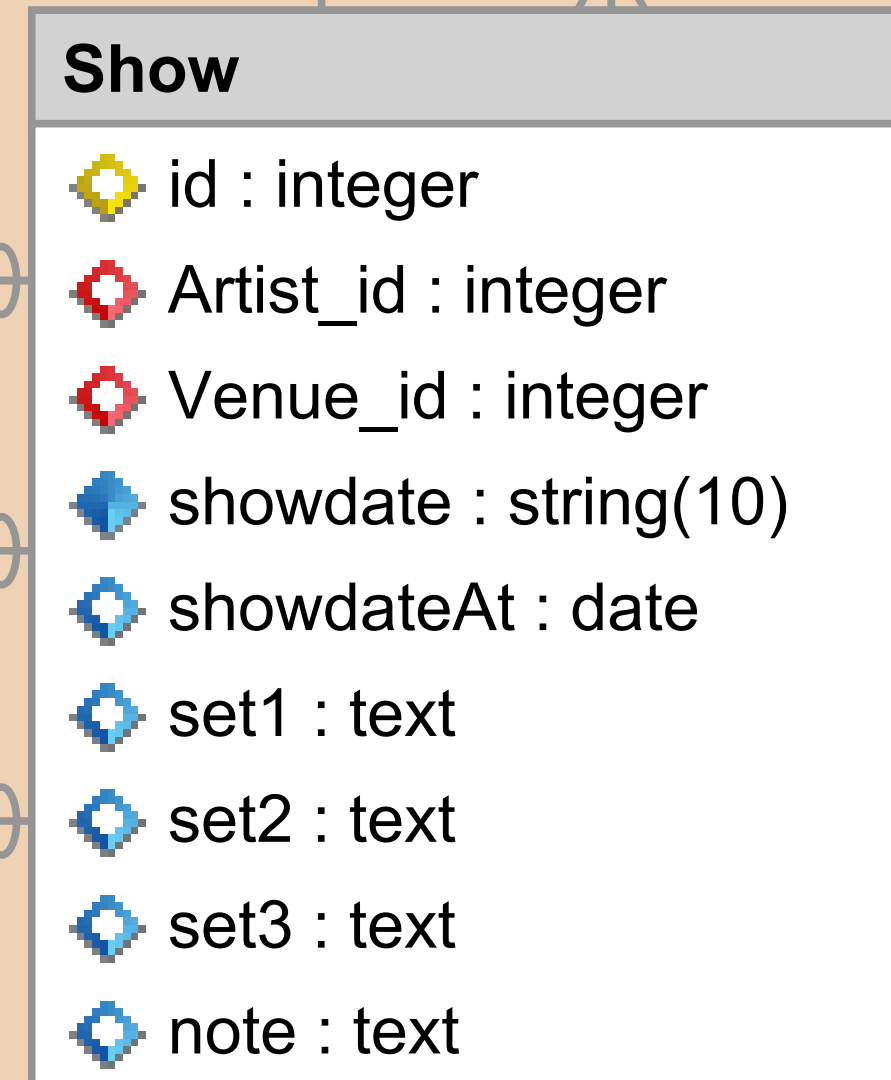 Show
id : integer
Artist_id : integer
Venue_id : integer
showdate : string(10)
showdateAt : date
set1 : text
set2 : text
set3 : text
note : text